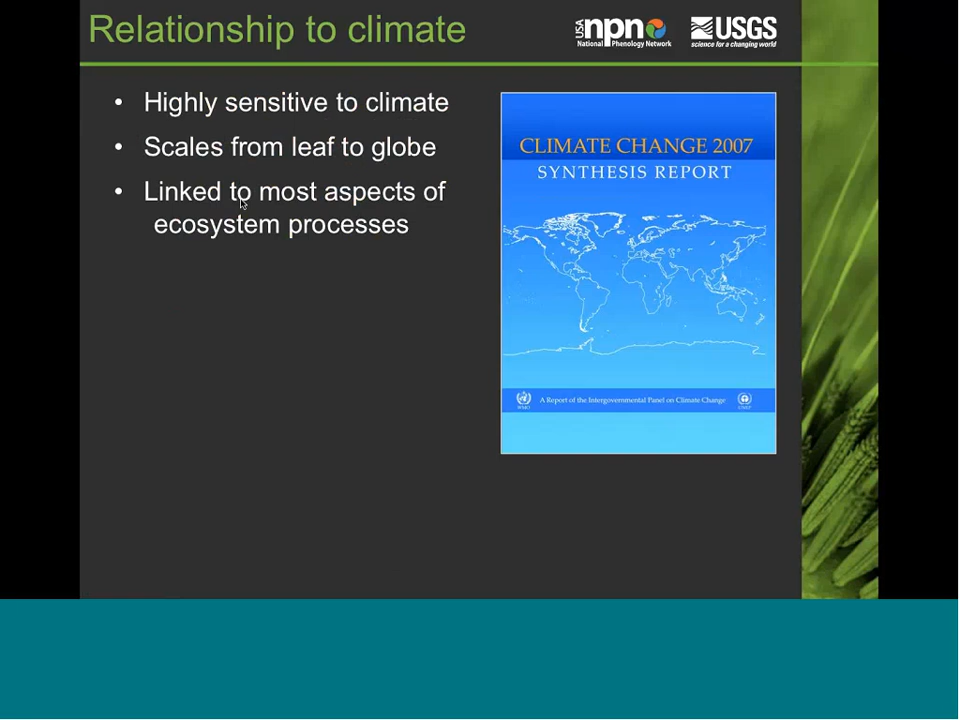 Relationship to climate
USA npn
National Phenology Network
USGS
science for a changing world
• Highly sensitive to climate
• Scales from leaf to globe
• Linked to most aspects of
ecosystem processes
CLIMATE CHANGE 2007
SYNTHESIS REPORT
A Report of the Intergovernmental Panel on Climate Change
WMO
UNEP